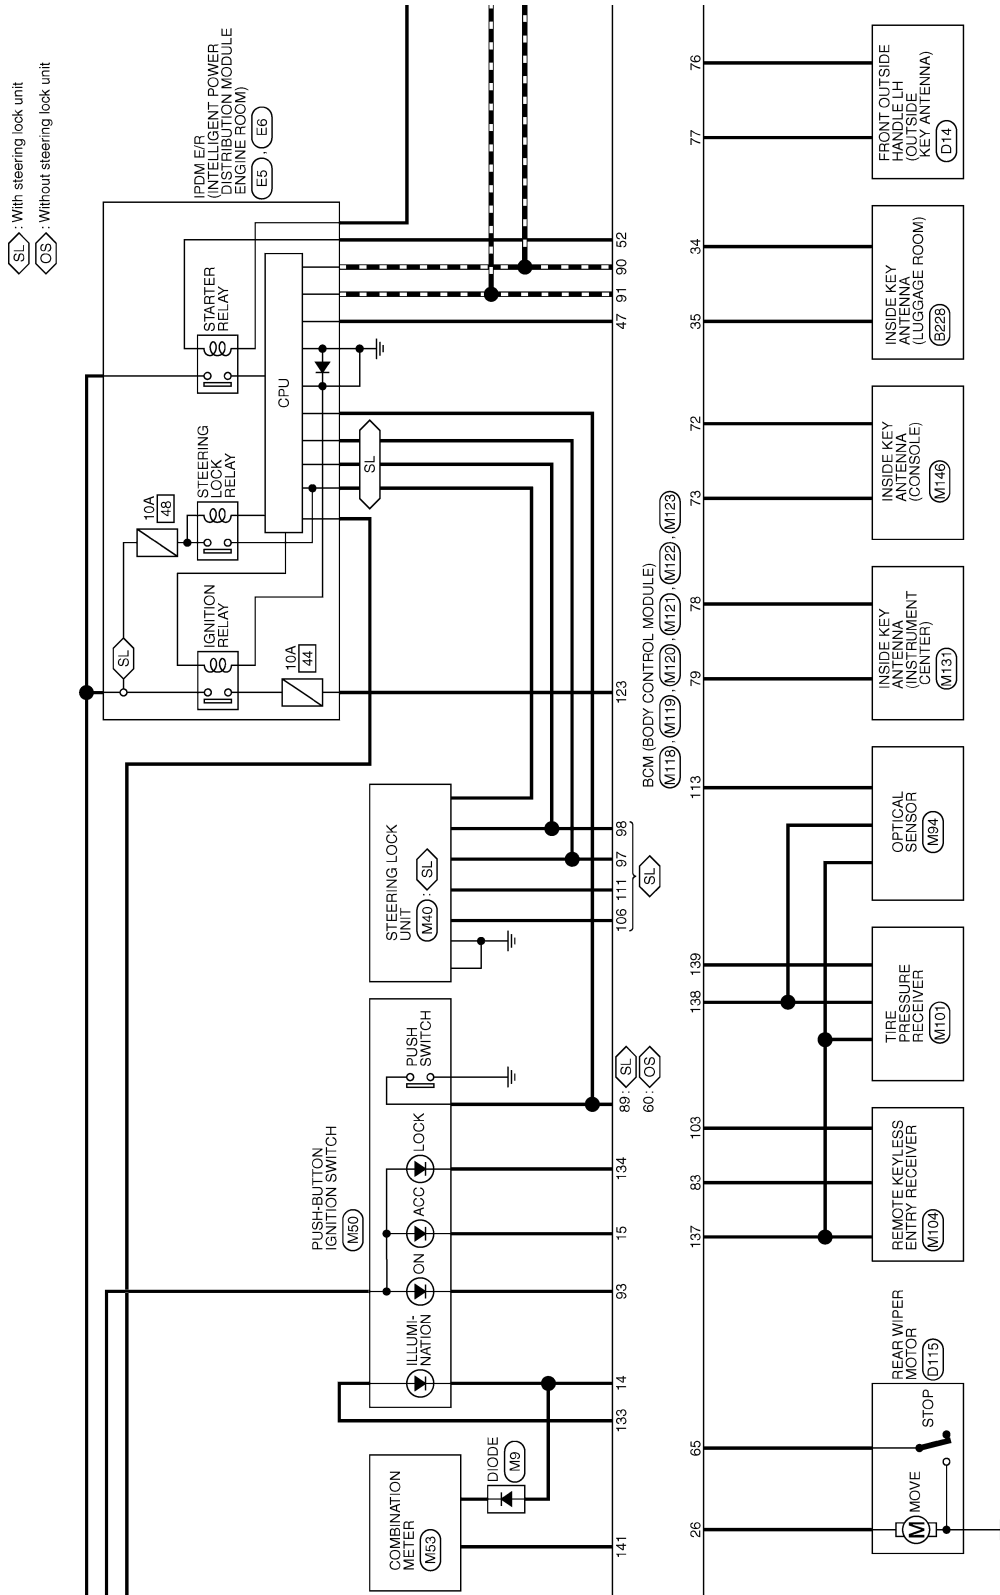 SL : With steering lock unit
OS : Without steering lock unit
IPDM E/R
(INTELLIGENT POWER
DISTRIBUTION MODULE
ENGINE ROOM)
E5 , E6
STARTER
RELAY
STEERING
LOCK
RELAY
10A
48
IGNITION
RELAY
10A
44
SL
CPU
SL
52
90
91
47
123
STEERING LOCK
UNIT
M40 : SL
98
97
111
106
SL
PUSH-BUTTON
IGNITION SWITCH
M50
PUSH
SWITCH
LOCK
ACC
ON
ILLUMI-
NATION
89 : SL
60 : OS
134
15
93
14
133
COMBINATION
METER
M53
DIODE
M9
141
BCM (BODY CONTROL MODULE)
M118 , M119 , M120 , M121 , M122 , M123
76
77
FRONT OUTSIDE
HANDLE LH
(OUTSIDE
KEY ANTENNA)
D14
34
35
INSIDE KEY
ANTENNA
(LUGGAGE ROOM)
B228
72
73
INSIDE KEY
ANTENNA
(CONSOLE)
M146
78
79
INSIDE KEY
ANTENNA
(INSTRUMENT
CENTER)
M131
113
OPTICAL
SENSOR
M94
139
138
TIRE
PRESSURE
RECEIVER
M101
103
83
137
REMOTE KEYLESS
ENTRY RECEIVER
M104
65
26
REAR WIPER
MOTOR
D115
STOP
MOVE
M